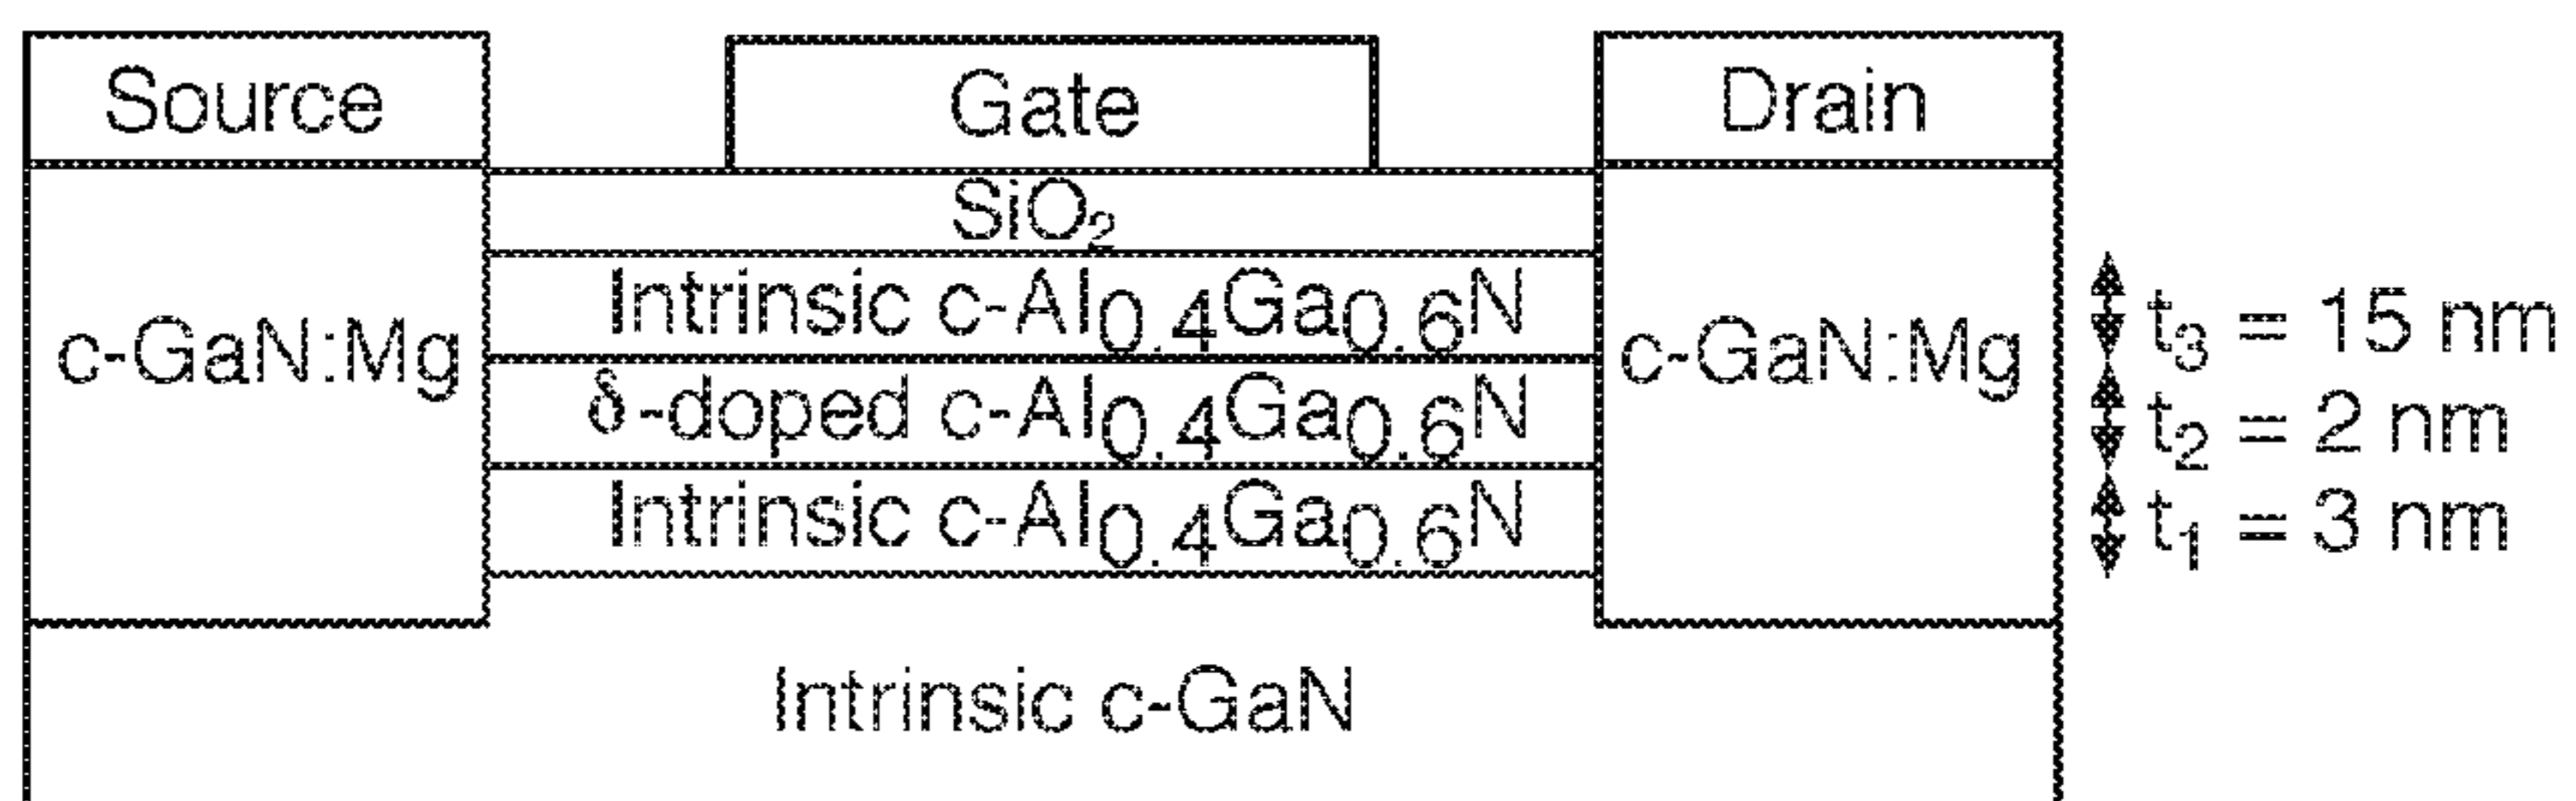 Source
Gate
Drain
SiO₂
Intrinsic c-Al₀.₄Ga₀.₆N
t₃ = 15 nm
c-GaN:Mg
c-GaN:Mg
δ-doped c-Al₀.₄Ga₀.₆N
t₂ = 2 nm
Intrinsic c-Al₀.₄Ga₀.₆N
t₁ = 3 nm
Intrinsic c-GaN